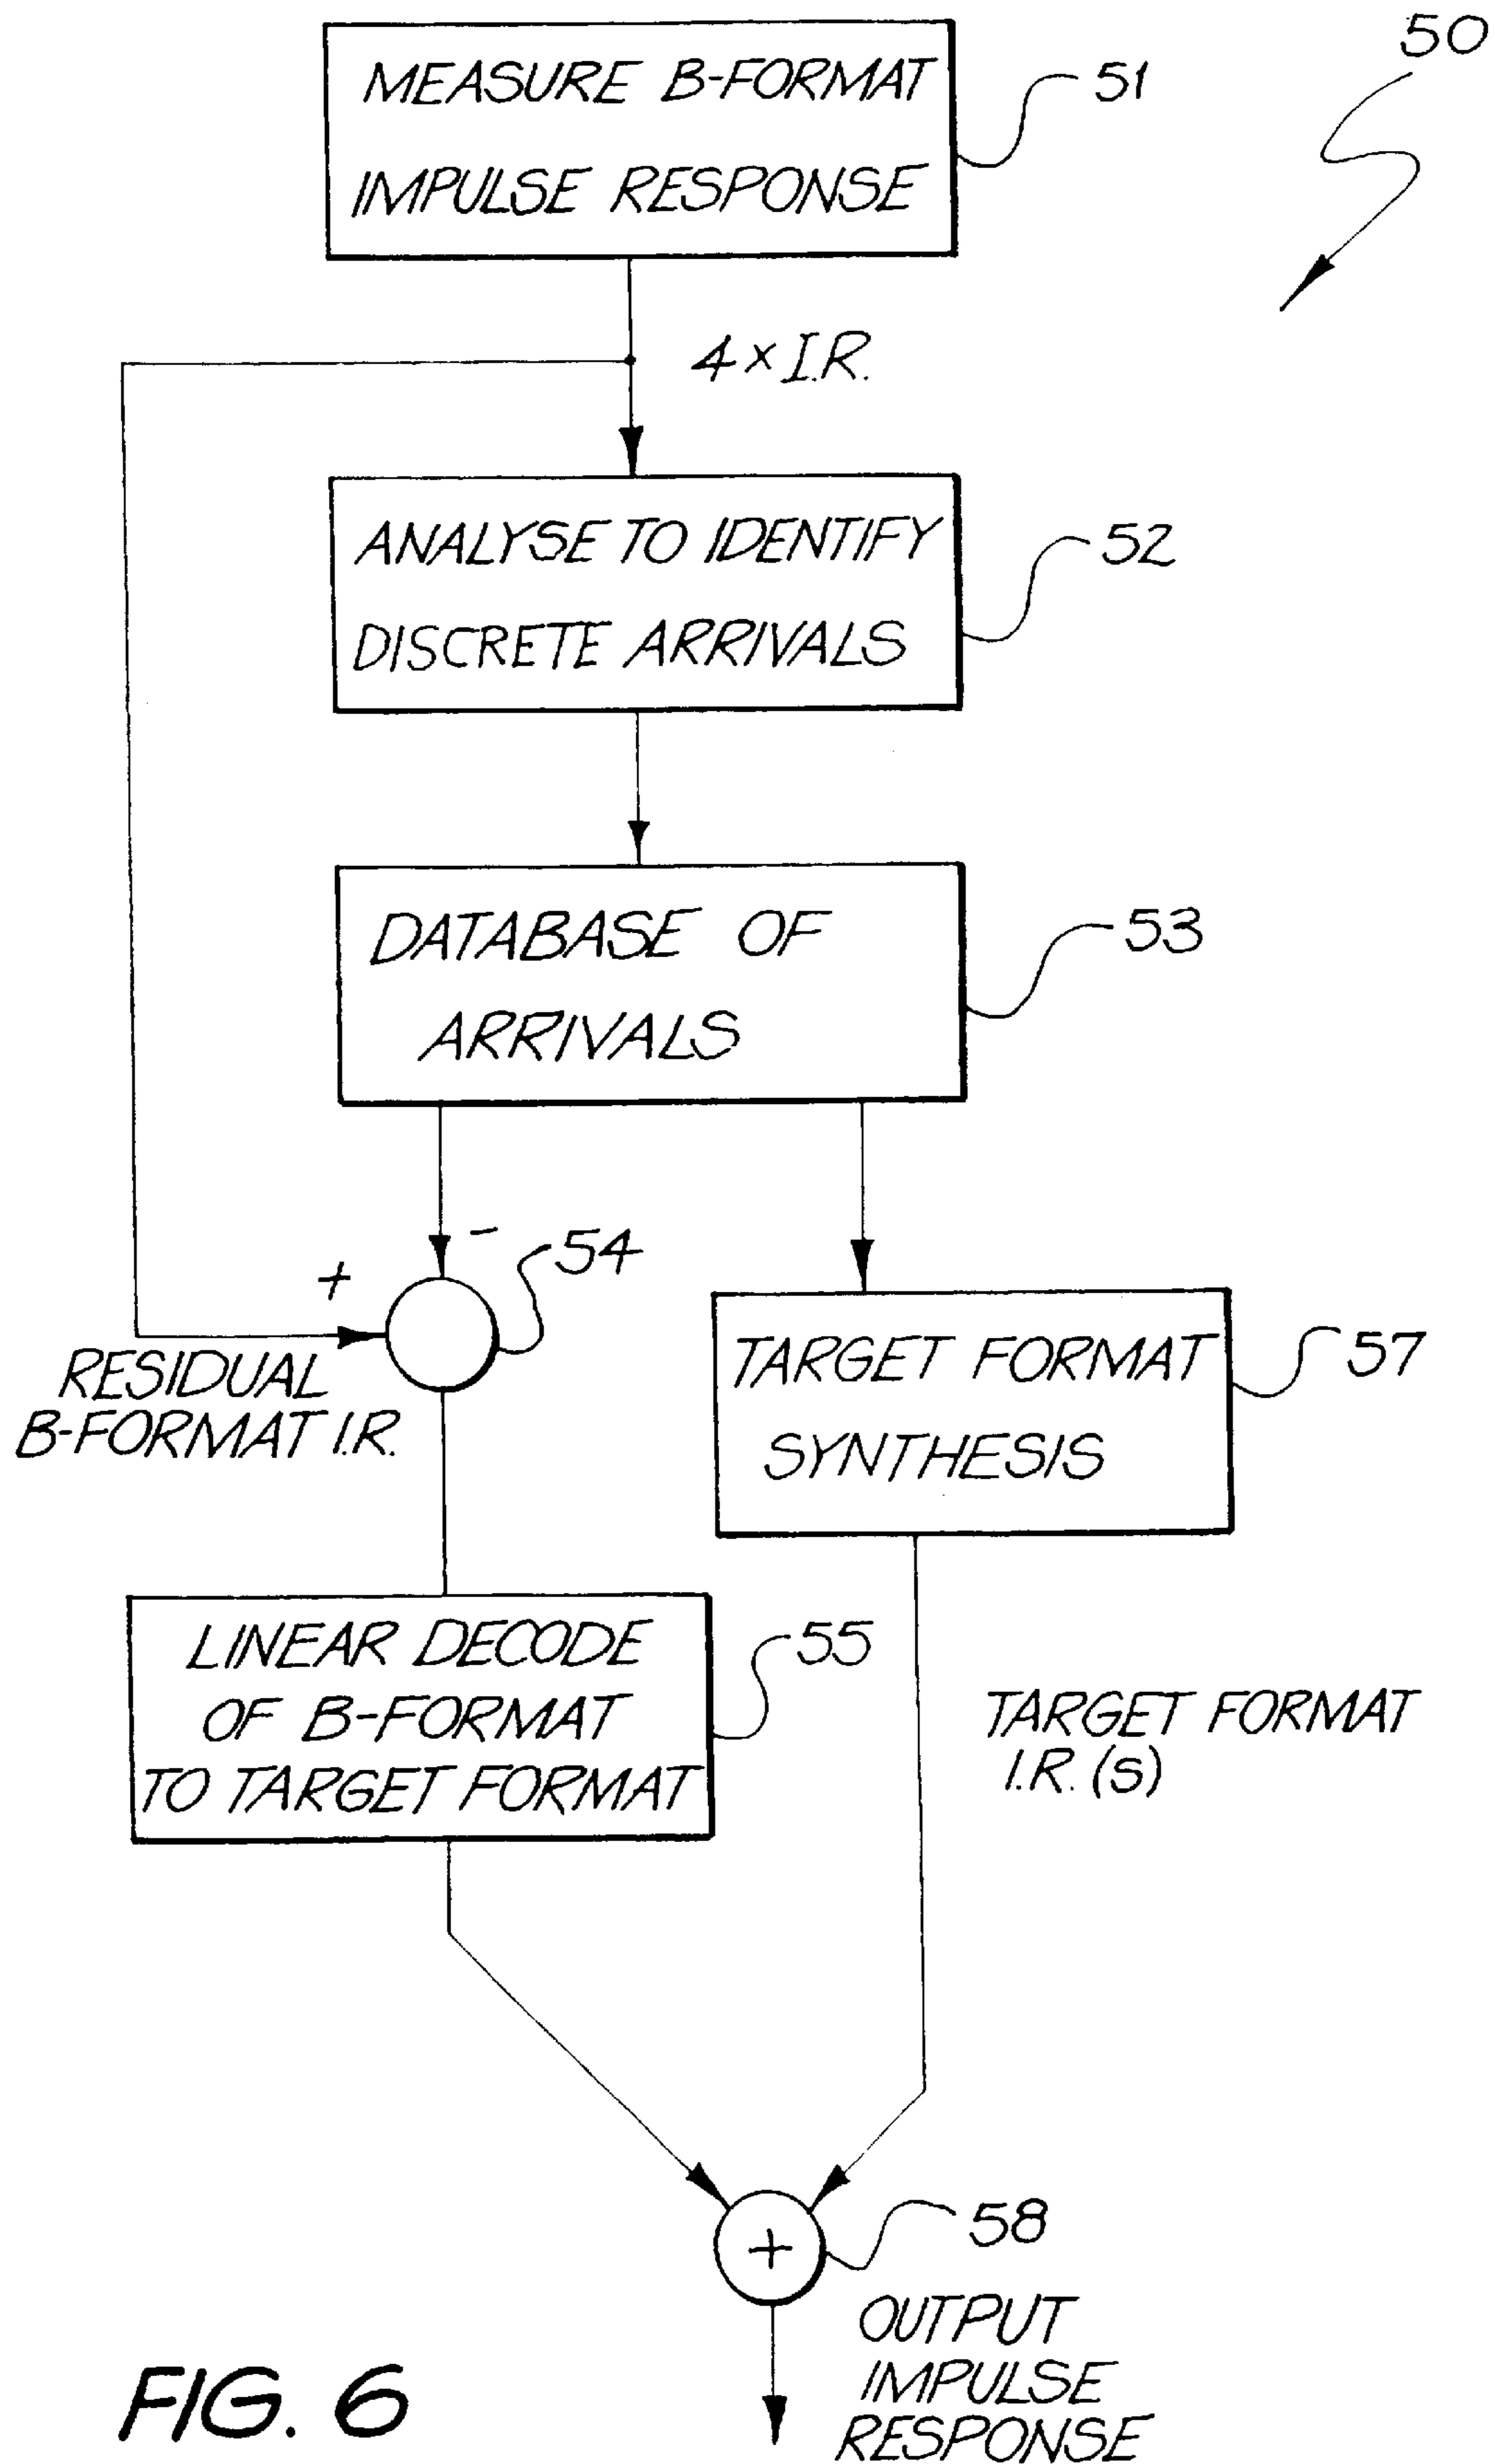 50
MEASURE B-FORMAT
IMPULSE RESPONSE
51
4 × I.R.
ANALYSE TO IDENTIFY
DISCRETE ARRIVALS
52
DATABASE OF
ARRIVALS
53
-
+
54
RESIDUAL
B-FORMAT I.R.
TARGET FORMAT
SYNTHESIS
57
LINEAR DECODE
OF B-FORMAT
TO TARGET FORMAT
55
TARGET FORMAT
I.R. (S)
+
58
OUTPUT
IMPULSE
RESPONSE
FIG. 6